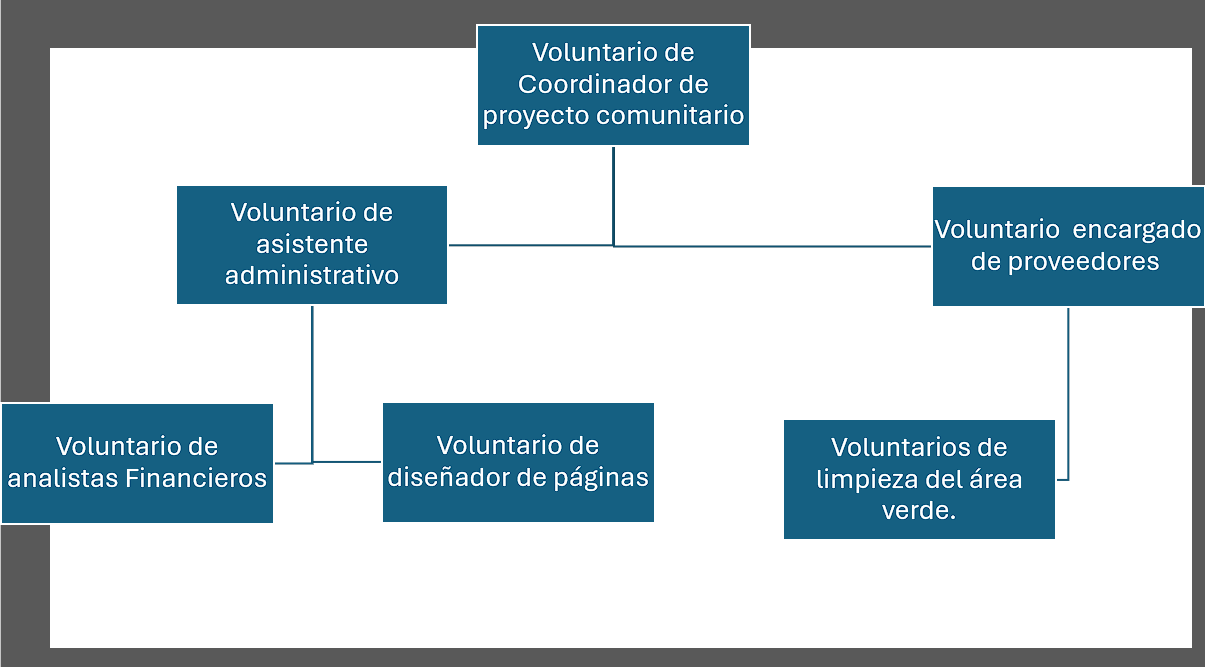 Voluntario de
Coordinador de
proyecto comunitario
Voluntario de
asistente
administrativo
Voluntario  encargado
de proveedores
Voluntario de
analistas Financieros
Voluntario de
diseñador de páginas
Voluntarios de
limpieza del área
verde.